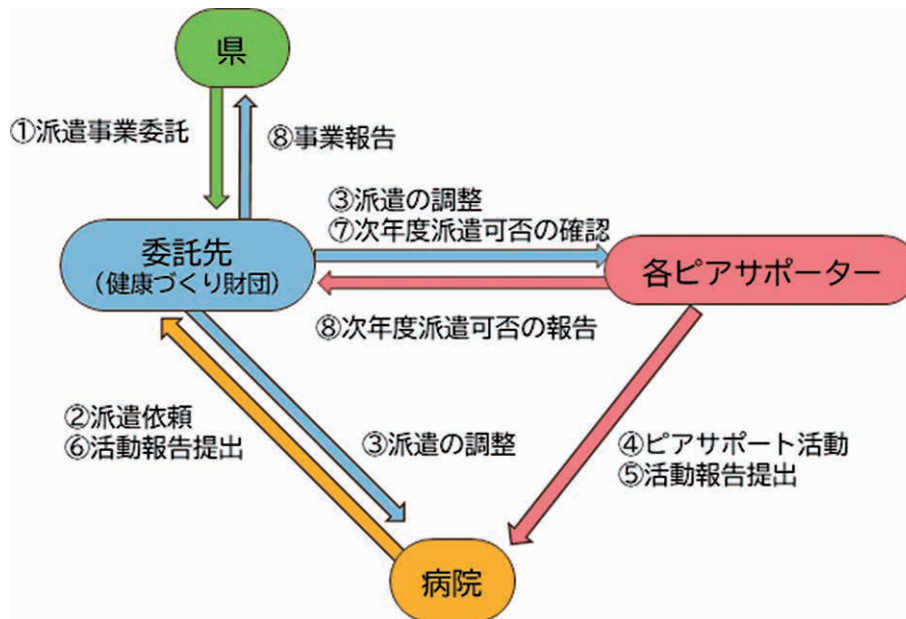 県
①派遣事業委託
⑧事業報告
③派遣の調整
⑦次年度派遣可否の確認
委託先
（健康づくり財団）
各ピアサポーター
⑧次年度派遣可否の報告
②派遣依頼
⑥活動報告提出
③派遣の調整
④ピアサポート活動
⑤活動報告提出
病院